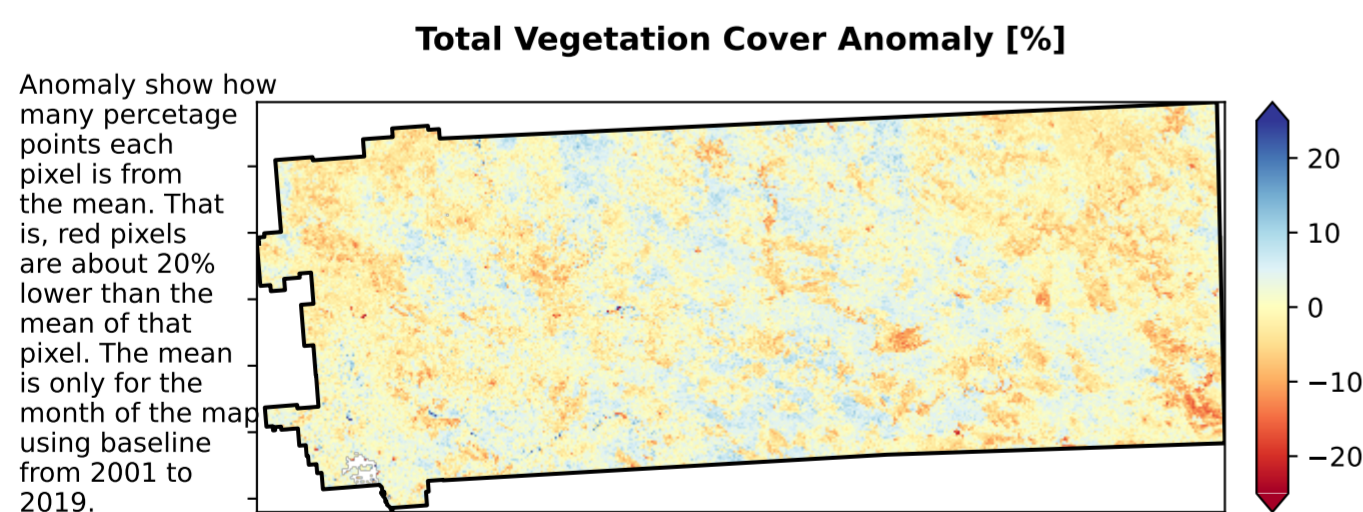 Total Vegetation Cover Anomaly [%]
Anomaly show how
many percetage
points each
pixel is from
the mean. That
is, red pixels
are about 20%
lower than the
mean of that
pixel. The mean
is only for the
month of the map
using baseline
from 2001 to
2019.
20
10
0
−10
−20